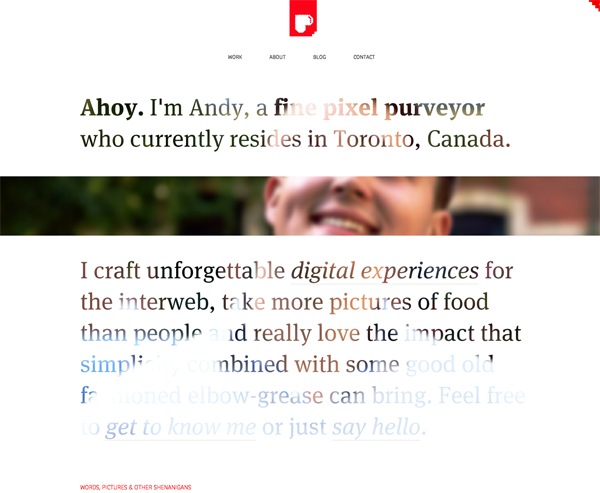 WORK ABOUT BLOG CONTACT
Ahoy. I'm Andy, a fine pixel purveyor
who currently resides in Toronto, Canada.
I craft unforgettable digital experiences for
the interweb, take more pictures of food
than people and really love the impact that
simplicity combined with some good old
fashioned elbow-grease can bring. Feel free
to get to know me or just say hello.
WORDS, PICTURES & OTHER SHENANIGANS